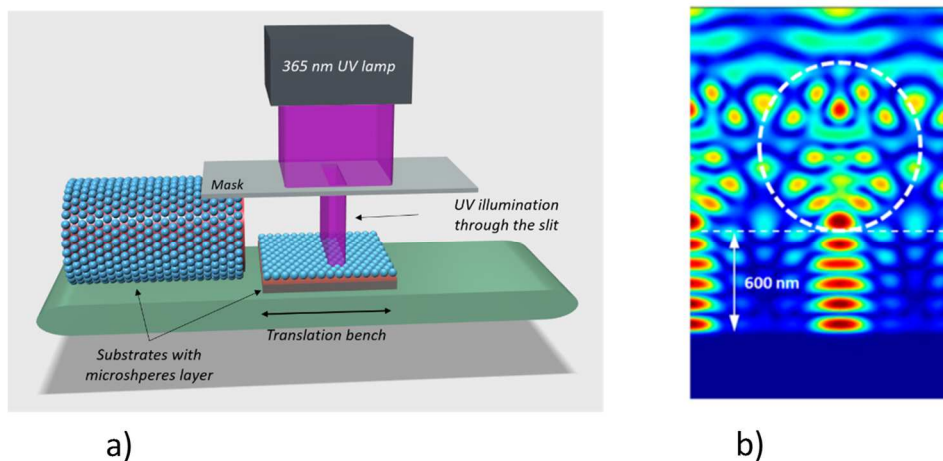 365 nm UV lamp
Mask
UV illumination
through the slit
600 nm
Translation bench
Substrates with
microshperes layer
a)
b)